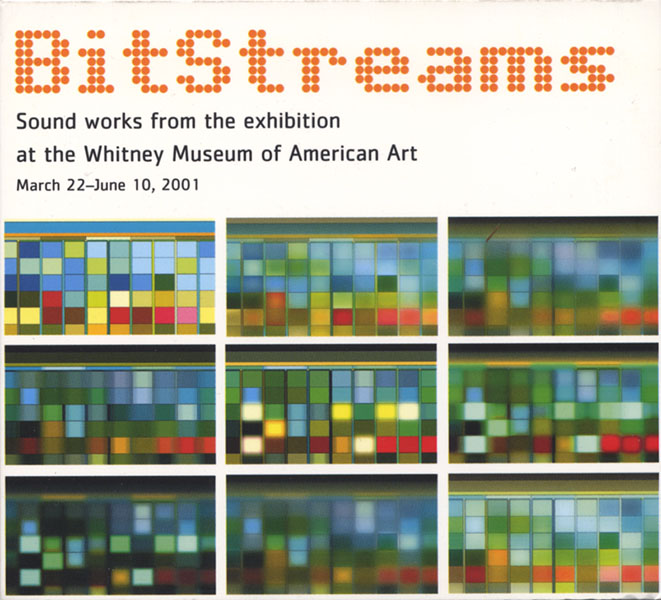 BitStreams
Sound works from the exhibition
at the Whitney Museum of American Art
March 22–June 10, 2001